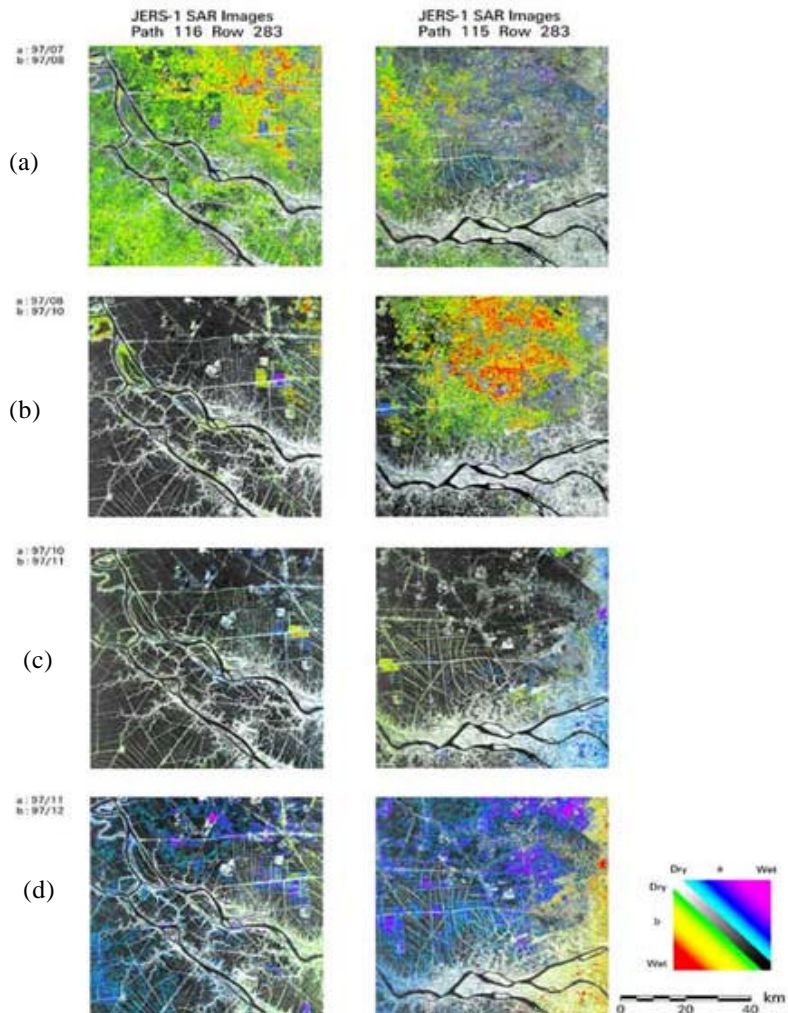 JERS-1 SAR Images
Path 116 Row 283
JERS-1 SAR Images
Path 115 Row 283
a : 97/07
b : 97/08
(a)
a : 97/08
b : 97/10
(b)
a : 97/10
b : 97/11
(c)
a : 97/11
b : 97/12
(d)
Dry a Wet
Dry
b
Wet
km
0 20 40